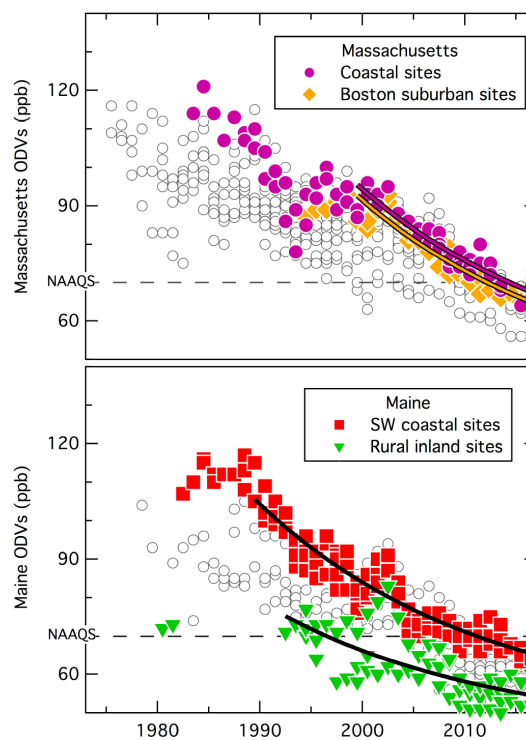 Massachusetts ODVs (ppb)
120
90
NAAQS
60
Massachusetts
Coastal sites
Boston suburban sites
Maine ODVs (ppb)
120
90
NAAQS
60
Maine
SW coastal sites
Rural inland sites
1980
1990
2000
2010